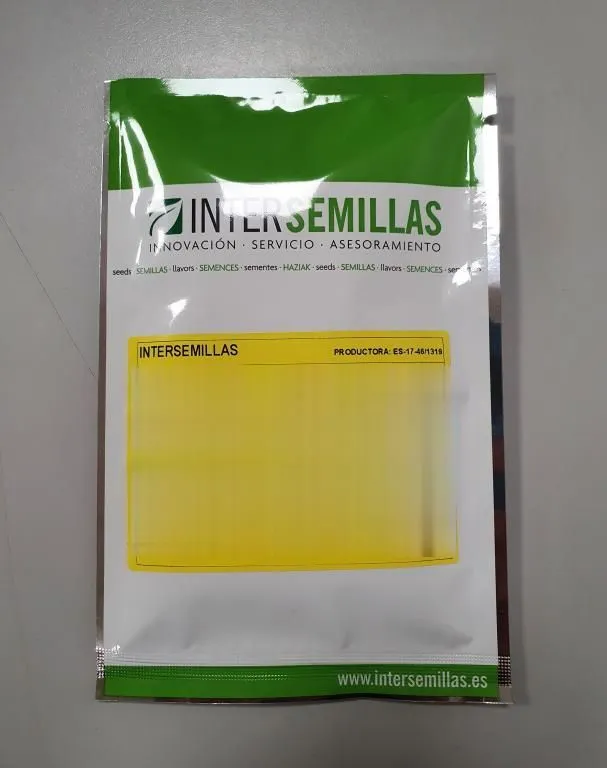 INTERSEMILLAS
INNOVACIÓN · SERVICIO · ASESORAMIENTO
seeds · SEMILLAS · llavors · SEMENCES · sementes · HAZIAK · seeds · SEMILLAS · llavors · SEMENCES ·
INTERSEMILLAS PRODUCTORA: ES-17-46/1319
www.intersemillas.es